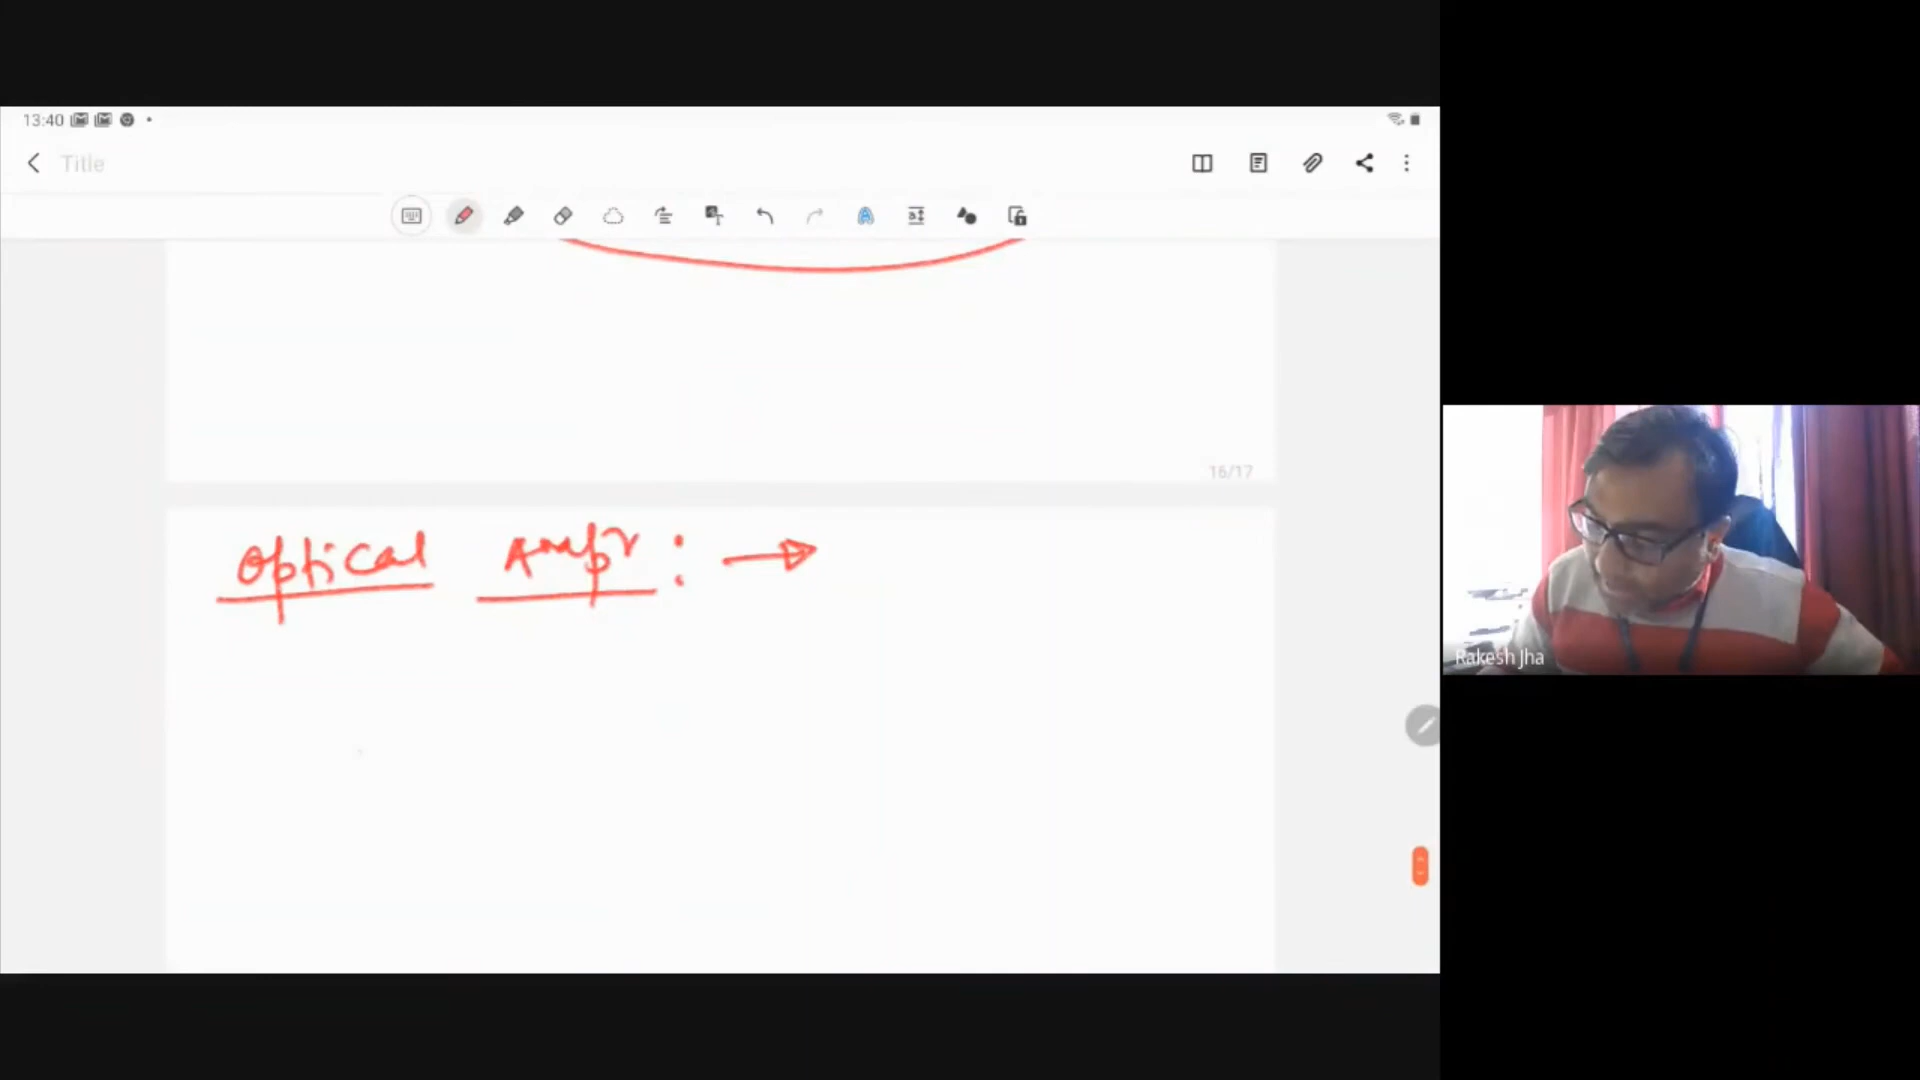 13:40
Title
16/17
Optical Ampr : →
Rakesh Jha